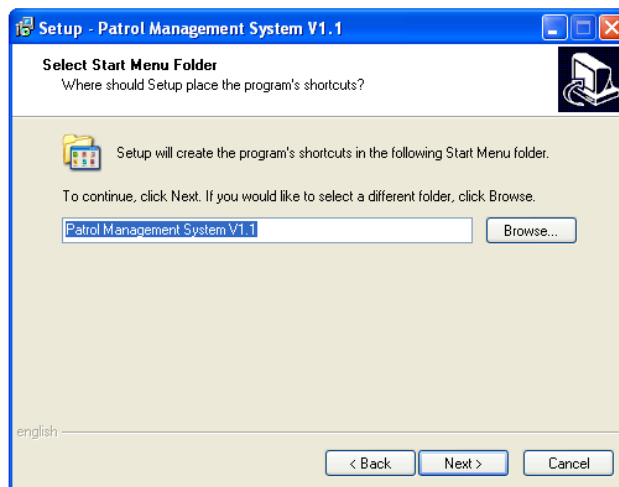 Setup - Patrol Management System V1.1
Select Start Menu Folder
Where should Setup place the program's shortcuts?
Setup will create the program's shortcuts in the following Start Menu folder.
To continue, click Next. If you would like to select a different folder, click Browse.
Patrol Management System V1.1
Browse...
english
< Back
Next >
Cancel